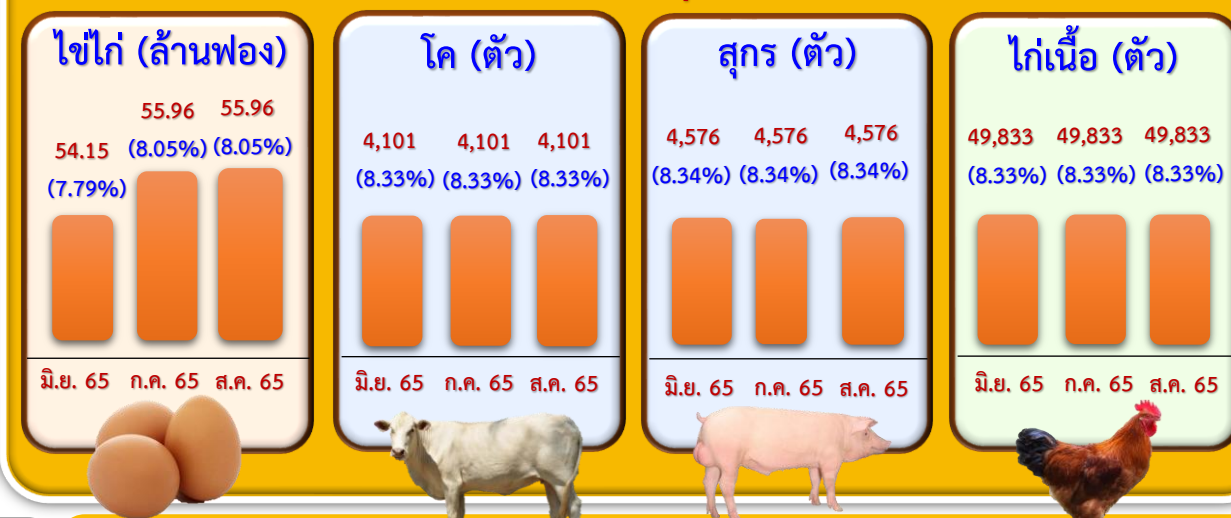 ไข่ไก่ (ล้านฟอง)
54.15 55.96 55.96
(7.79%) (8.05%) (8.05%)
มิ.ย. 65 ก.ค. 65 ส.ค. 65
โค (ตัว)
4,101 4,101 4,101
(8.33%) (8.33%) (8.33%)
มิ.ย. 65 ก.ค. 65 ส.ค. 65
สุกร (ตัว)
4,576 4,576 4,576
(8.34%) (8.34%) (8.34%)
มิ.ย. 65 ก.ค. 65 ส.ค. 65
ไก่เนื้อ (ตัว)
49,833 49,833 49,833
(8.33%) (8.33%) (8.33%)
มิ.ย. 65 ก.ค. 65 ส.ค. 65